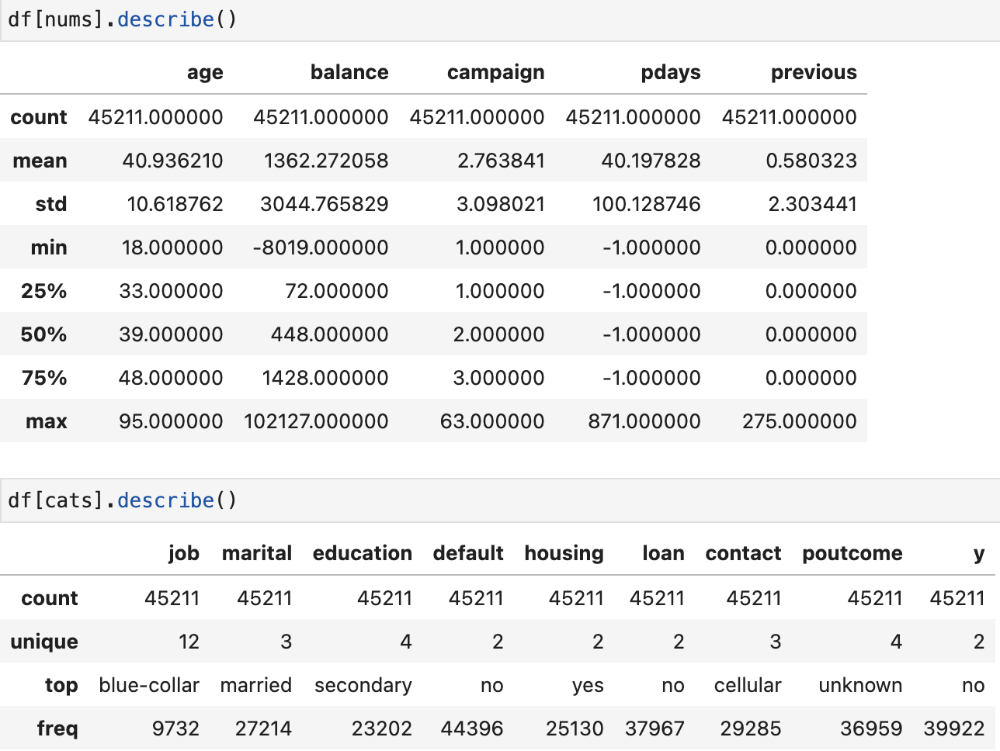 df[nums].describe()
age balance campaign pdays previous
count 45211.000000 45211.000000 45211.000000 45211.000000 45211.000000
mean 40.936210 1362.272058 2.763841 40.197828 0.580323
std 10.618762 3044.765829 3.098021 100.128746 2.303441
min 18.000000 -8019.000000 1.000000 -1.000000 0.000000
25% 33.000000 72.000000 1.000000 -1.000000 0.000000
50% 39.000000 448.000000 2.000000 -1.000000 0.000000
75% 48.000000 1428.000000 3.000000 -1.000000 0.000000
max 95.000000 102127.000000 63.000000 871.000000 275.000000
df[cats].describe()
job marital education default housing loan contact poutcome y
count 45211 45211 45211 45211 45211 45211 45211 45211 45211
unique 12 3 4 2 2 2 3 4 2
top blue-collar married secondary no yes no cellular unknown no
freq 9732 27214 23202 44396 25130 37967 29285 36959 39922